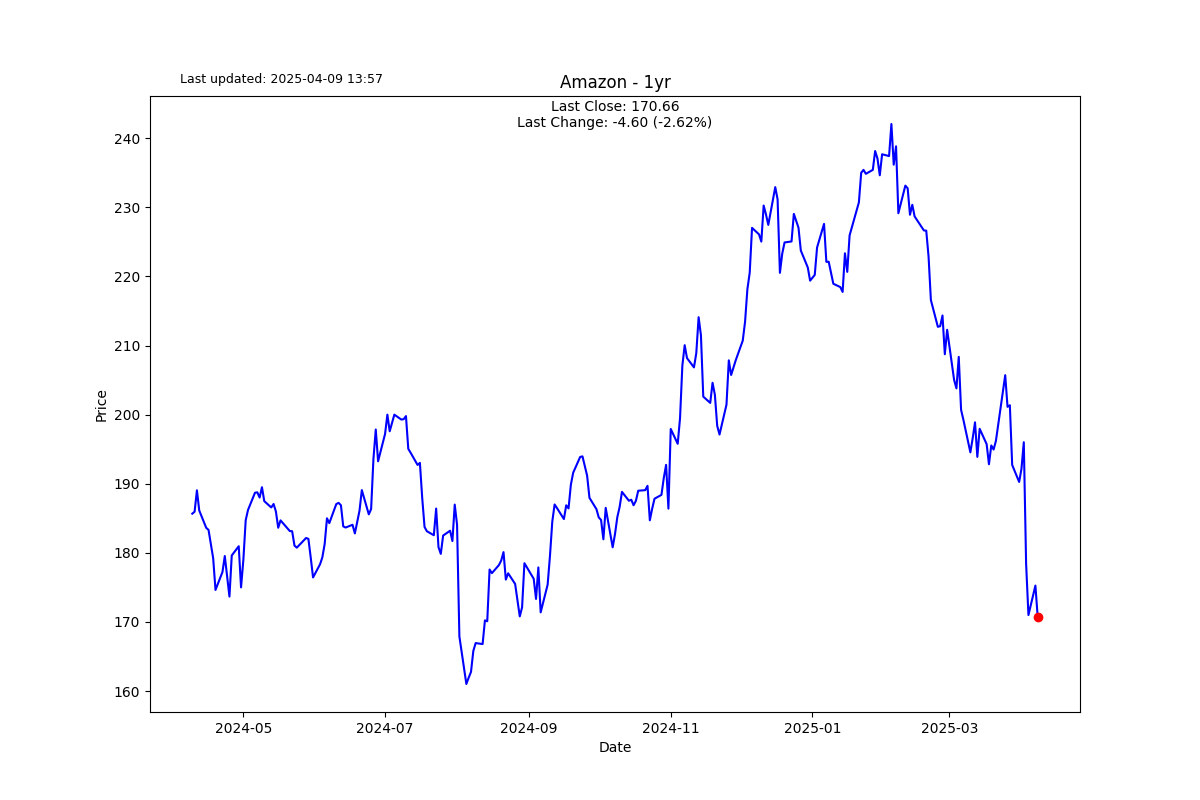 Last updated: 2025-04-09 13:57
Amazon - 1yr
Last Close: 170.66
Last Change: -4.60 (-2.62%)
Price
240
230
220
210
200
190
180
170
160
2024-05 2024-07 2024-09 2024-11 2025-01 2025-03
Date